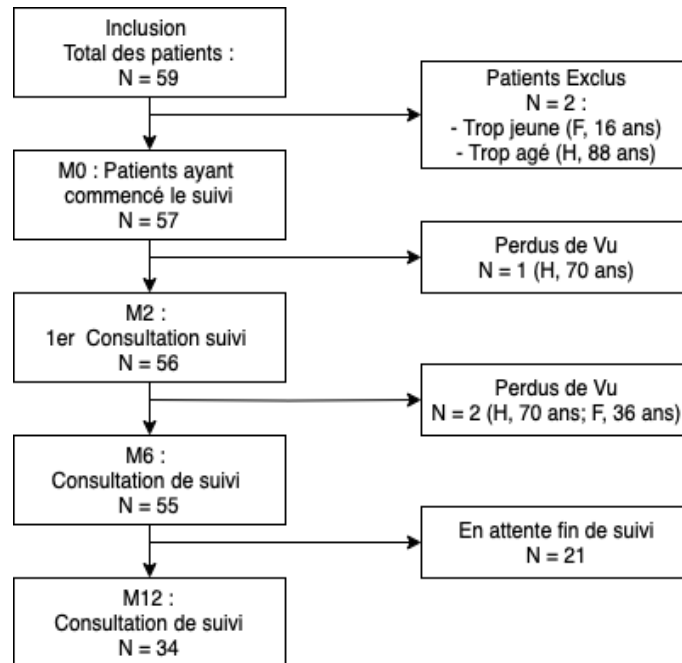 Inclusion
Total des patients :
N = 59
Patients Exclus
N = 2 :
- Trop jeune (F, 16 ans)
- Trop agé (H, 88 ans)
M0 : Patients ayant
commencé le suivi
N = 57
Perdus de Vu
N = 1 (H, 70 ans)
M2 :
1er Consultation suivi
N = 56
Perdus de Vu
N = 2 (H, 70 ans; F, 36 ans)
M6 :
Consultation de suivi
N = 55
En attente fin de suivi
N = 21
M12 :
Consultation de suivi
N = 34